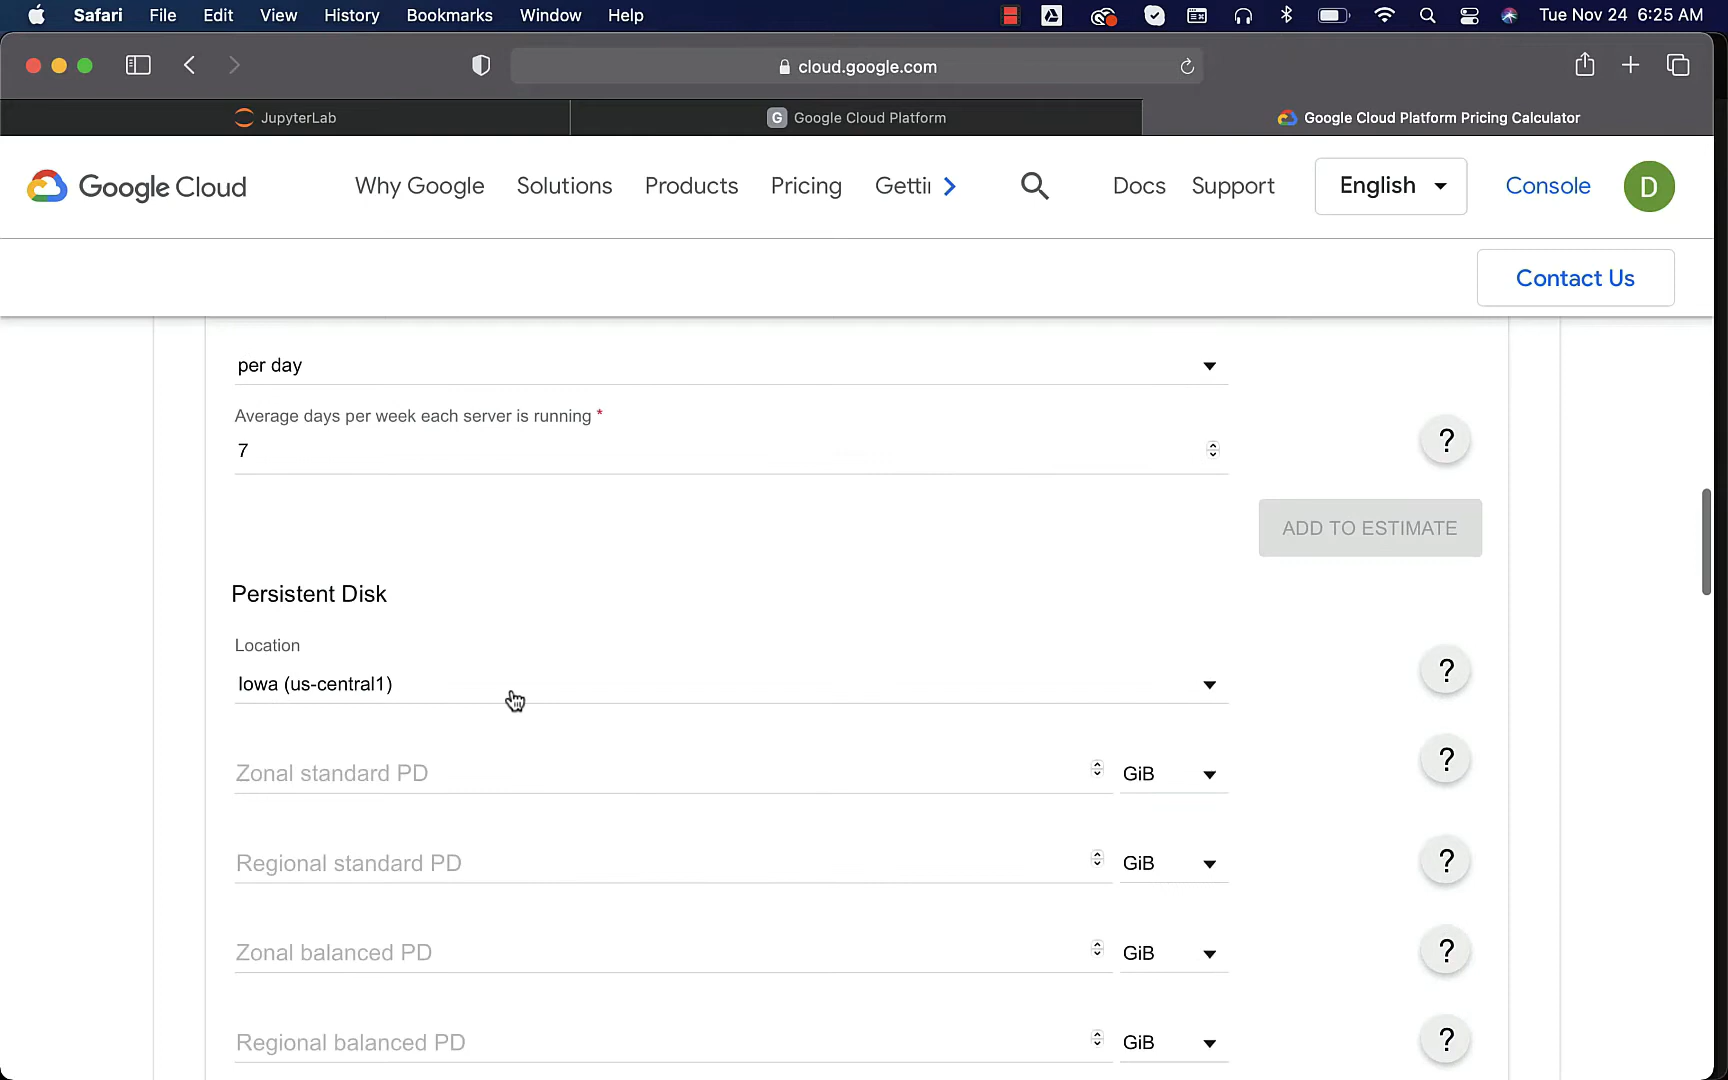 Safari File Edit View History Bookmarks Window Help Tue Nov 24 6:25 AM
cloud.google.com
JupyterLab G Google Cloud Platform Google Cloud Platform Pricing Calculator
Google Cloud Why Google Solutions Products Pricing Gettin Docs Support English Console D
Contact Us
per day
Average days per week each server is running *
7 ?
ADD TO ESTIMATE
Persistent Disk
Location
Iowa (us-central1) ?
Zonal standard PD GiB ?
Regional standard PD GiB ?
Zonal balanced PD GiB ?
Regional balanced PD GiB ?